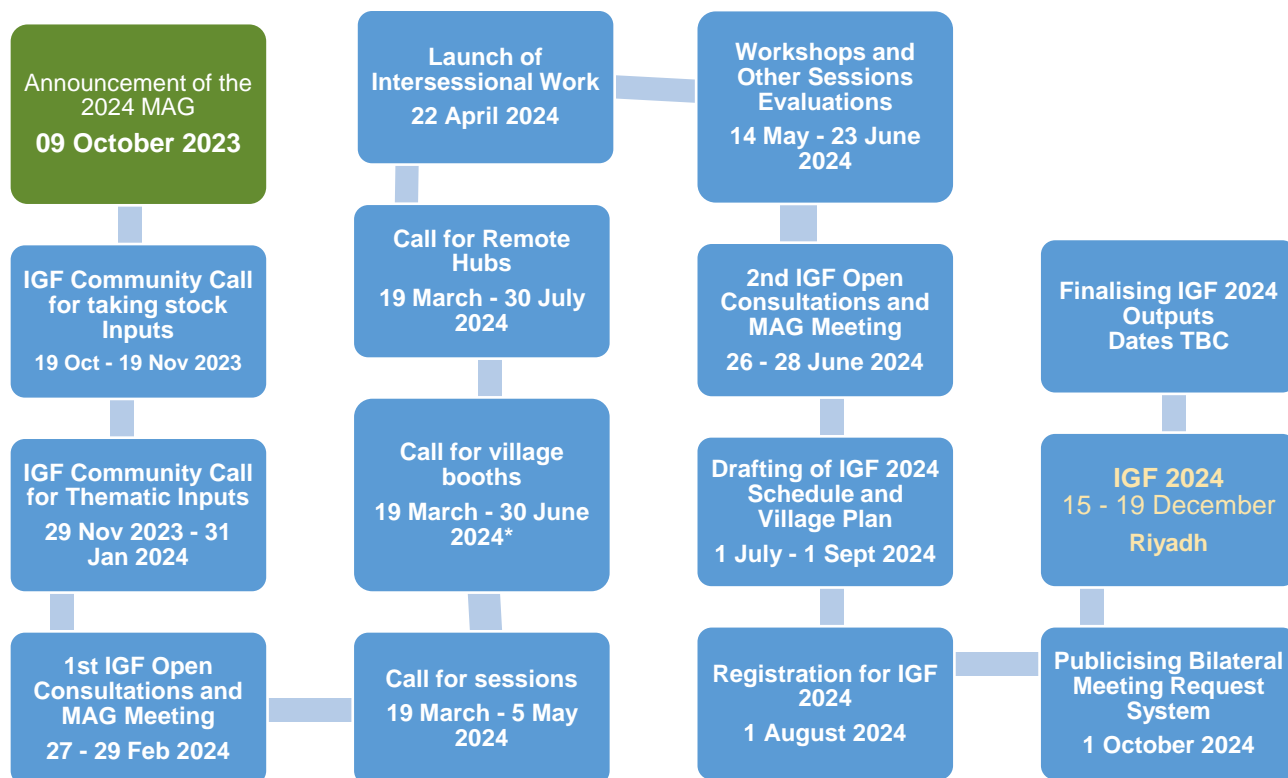 Announcement of the
2024 MAG
09 October 2023
IGF Community Call
for taking stock
Inputs
19 Oct - 19 Nov 2023
IGF Community Call
for Thematic Inputs
29 Nov 2023 - 31
Jan 2024
1st IGF Open
Consultations and
MAG Meeting
27 - 29 Feb 2024
Call for sessions
19 March - 5 May
2024
Call for village
booths
19 March - 30 June
2024*
Call for Remote
Hubs
19 March - 30 July
2024
Launch of
Intersessional Work
22 April 2024
Workshops and
Other Sessions
Evaluations
14 May - 23 June
2024
2nd IGF Open
Consultations and
MAG Meeting
26 - 28 June 2024
Drafting of IGF 2024
Schedule and
Village Plan
1 July - 1 Sept 2024
Registration for IGF
2024
1 August 2024
Publicising Bilateral
Meeting Request
System
1 October 2024
IGF 2024
15 - 19 December
Riyadh
Finalising IGF 2024
Outputs
Dates TBC